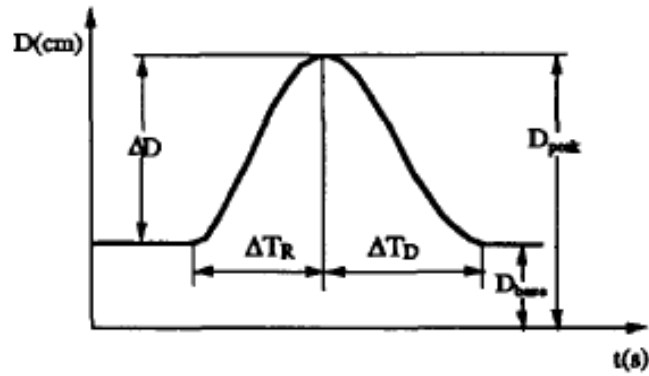 D(cm)
ΔD
D_peak
ΔT_R
ΔT_D
D_base
t(s)